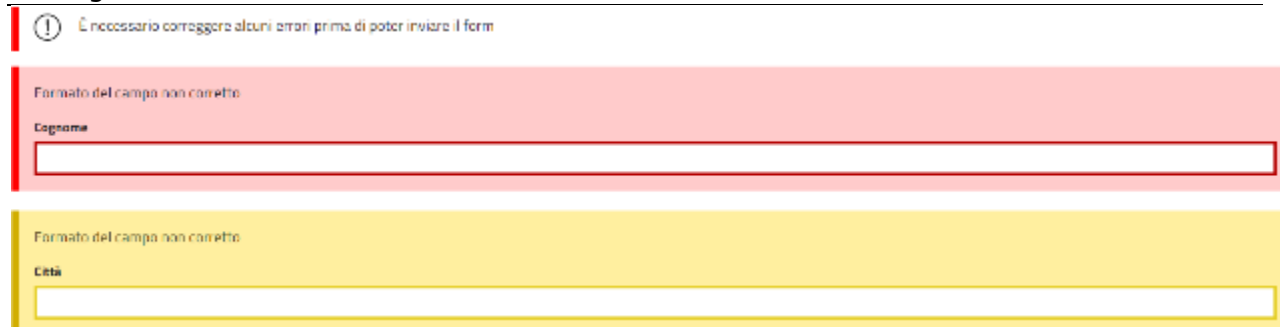 È necessario correggere alcuni errori prima di poter inviare il form
Formato del campo non corretto
Cognome
Formato del campo non corretto
Città